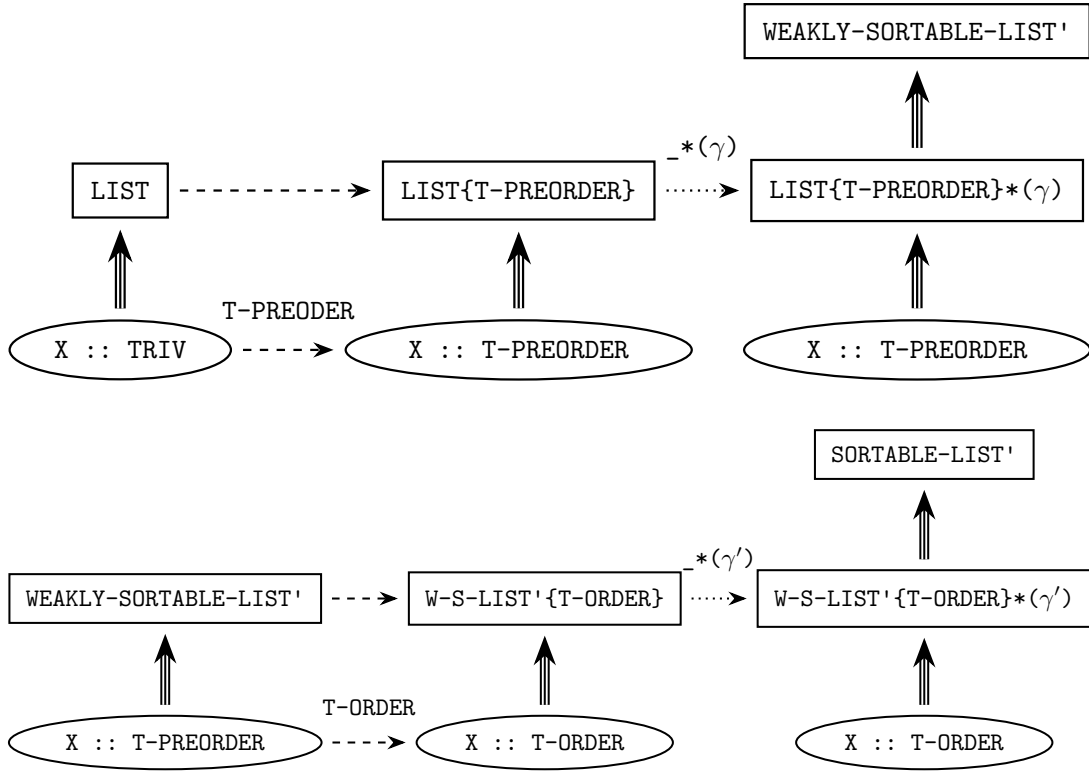 WEAKLY-SORTABLE-LIST'
_*(γ)
LIST
LIST{T-PREORDER}
LIST{T-PREORDER}*(γ)
T-PREODER
X :: TRIV
X :: T-PREORDER
X :: T-PREORDER
SORTABLE-LIST'
_*(γ′)
WEAKLY-SORTABLE-LIST'
W-S-LIST'{T-ORDER}
W-S-LIST'{T-ORDER}*(γ′)
T-ORDER
X :: T-PREORDER
X :: T-ORDER
X :: T-ORDER